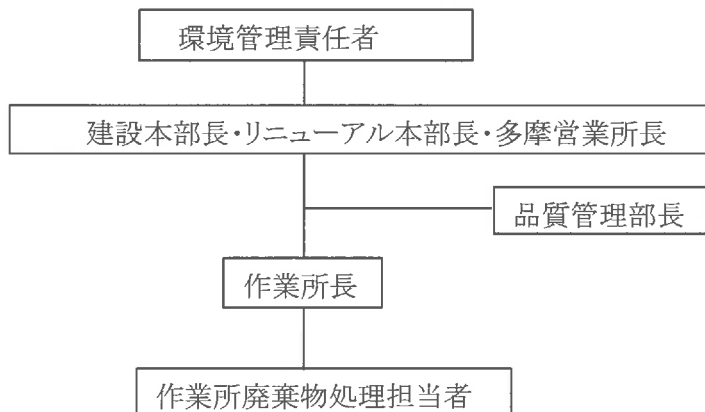 環境管理責任者
建設本部長・リニューアル本部長・多摩営業所長
品質管理部長
作業所長
作業所廃棄物処理担当者